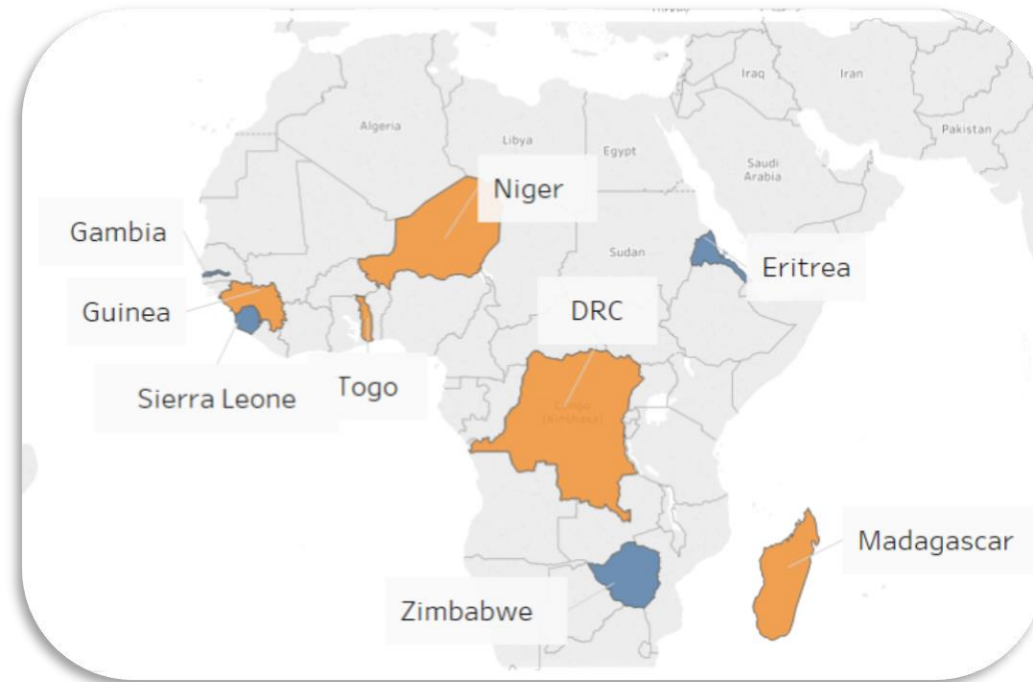 Iraq
Iran
Algeria
Libya
Egypt
Pakistan
Saudi
Arabia
Niger
Gambia
Sudan
Eritrea
Guinea
DRC
Togo
Sierra Leone
Congo
(Kinshasa)
Madagascar
Zimbabwe